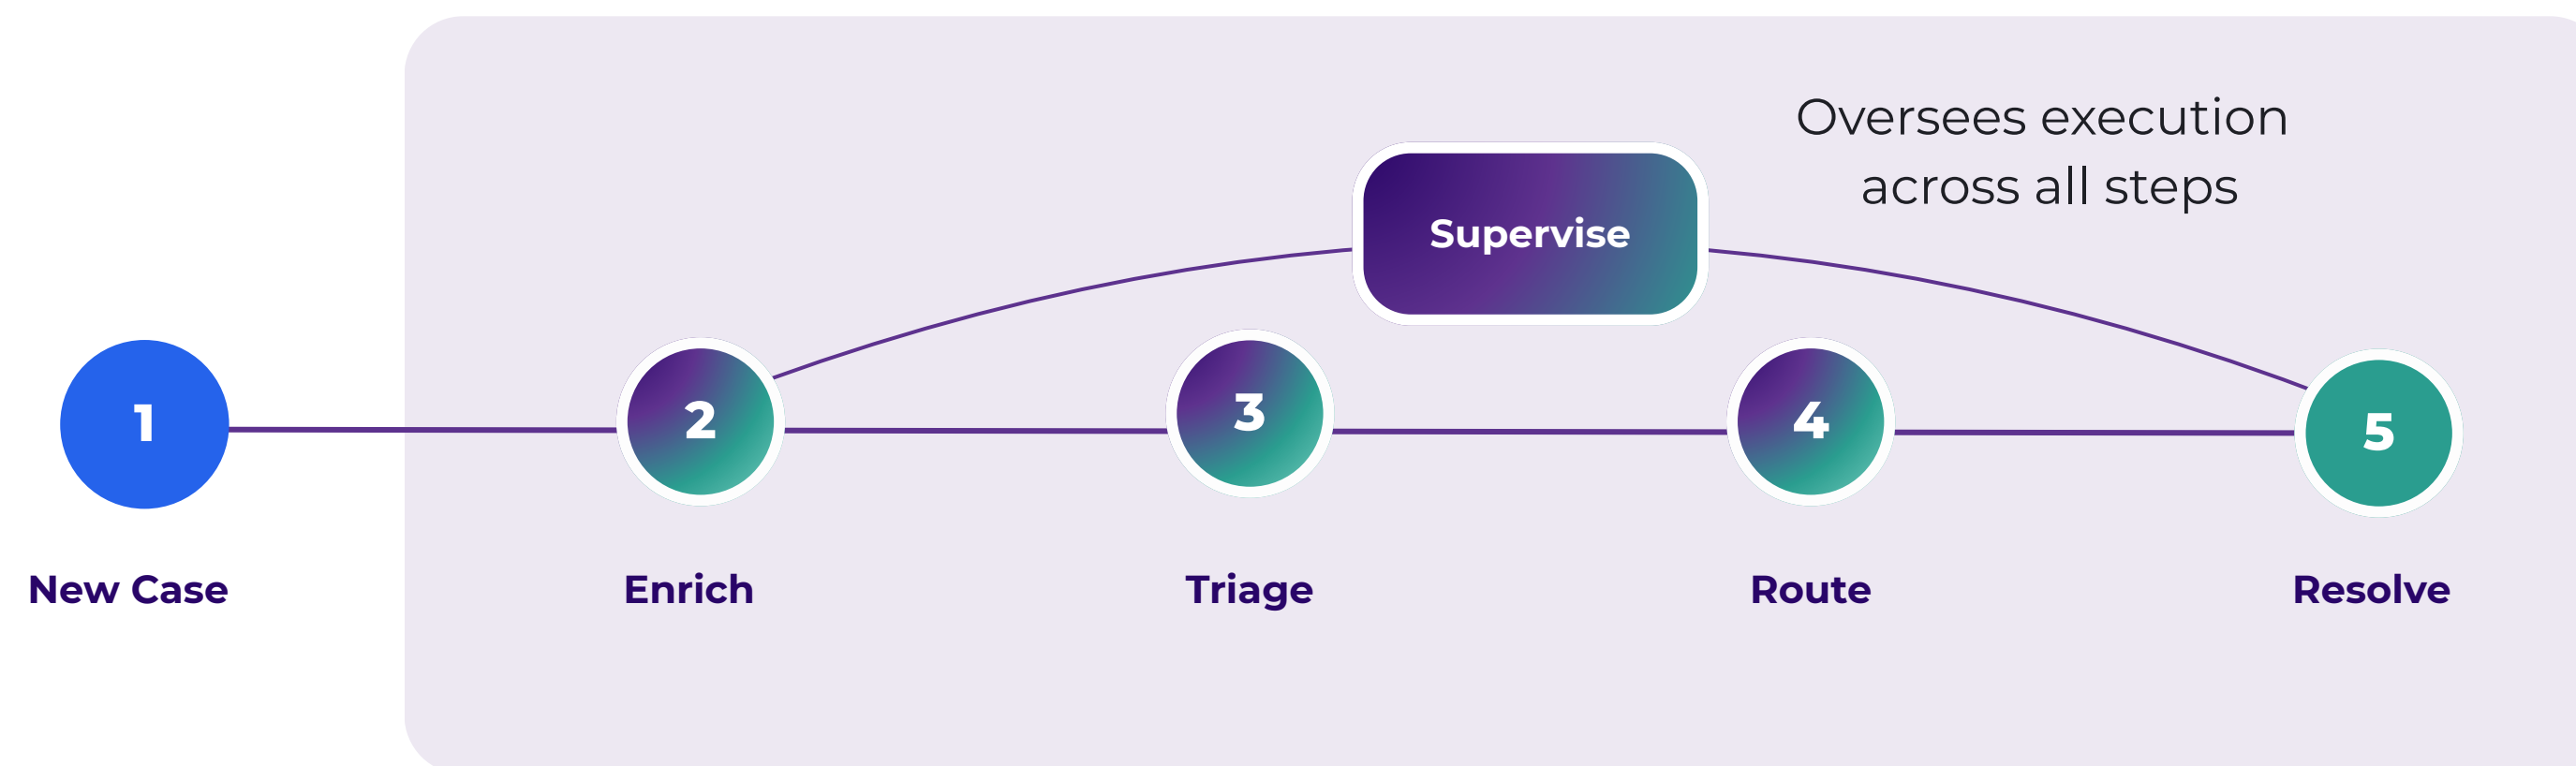 Oversees execution
across all steps
Supervise
1
2
3
4
5
New Case
Enrich
Triage
Route
Resolve